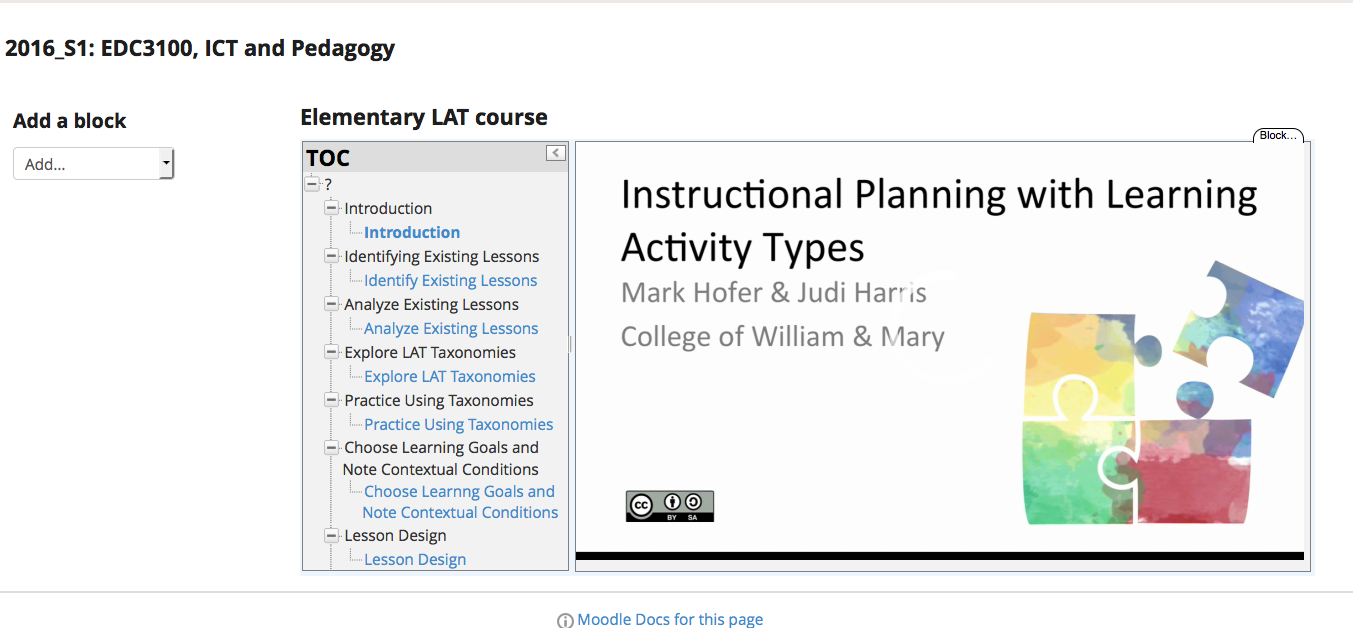 2016_S1: EDC3100, ICT and Pedagogy
Add a block
Add...
Elementary LAT course
Block...
TOC
?
Introduction
Introduction
Identifying Existing Lessons
Identify Existing Lessons
Analyze Existing Lessons
Analyze Existing Lessons
Explore LAT Taxonomies
Explore LAT Taxonomies
Practice Using Taxonomies
Practice Using Taxonomies
Choose Learning Goals and
Note Contextual Conditions
Choose Learnng Goals and
Note Contextual Conditions
Lesson Design
Lesson Design
Instructional Planning with Learning
Activity Types
Mark Hofer & Judi Harris
College of William & Mary
cc
BY SA
Moodle Docs for this page